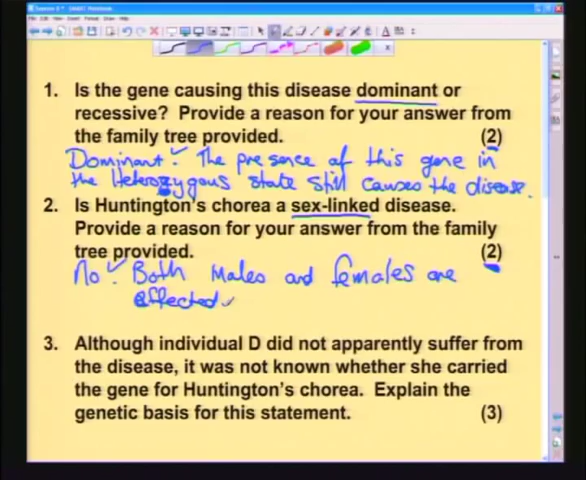 1. Is the gene causing this disease dominant or
recessive? Provide a reason for your answer from
the family tree provided. (2)
Dominant ✓. The presence of this gene in
the Heterozygous state still causes the disease.
2. Is Huntington's chorea a sex-linked disease.
Provide a reason for your answer from the family
tree provided. (2)
No ✓. Both Males and females are
affected ✓
3. Although individual D did not apparently suffer from
the disease, it was not known whether she carried
the gene for Huntington's chorea. Explain the
genetic basis for this statement. (3)